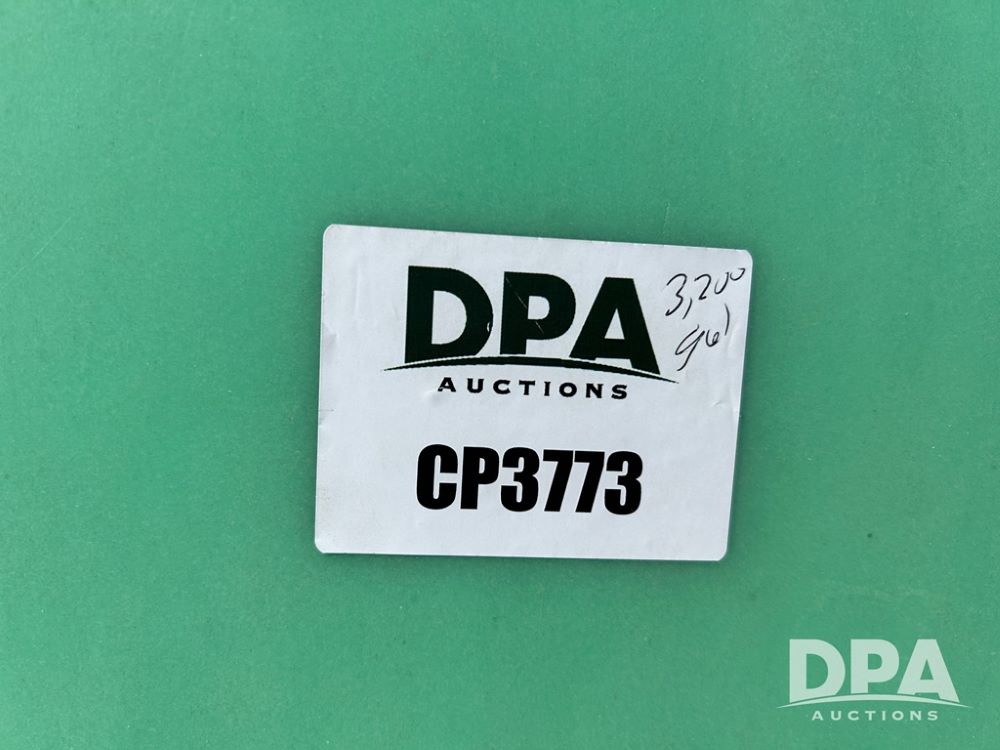 DPA
AUCTIONS
3,200
gal
CP3773
DPA
AUCTIONS